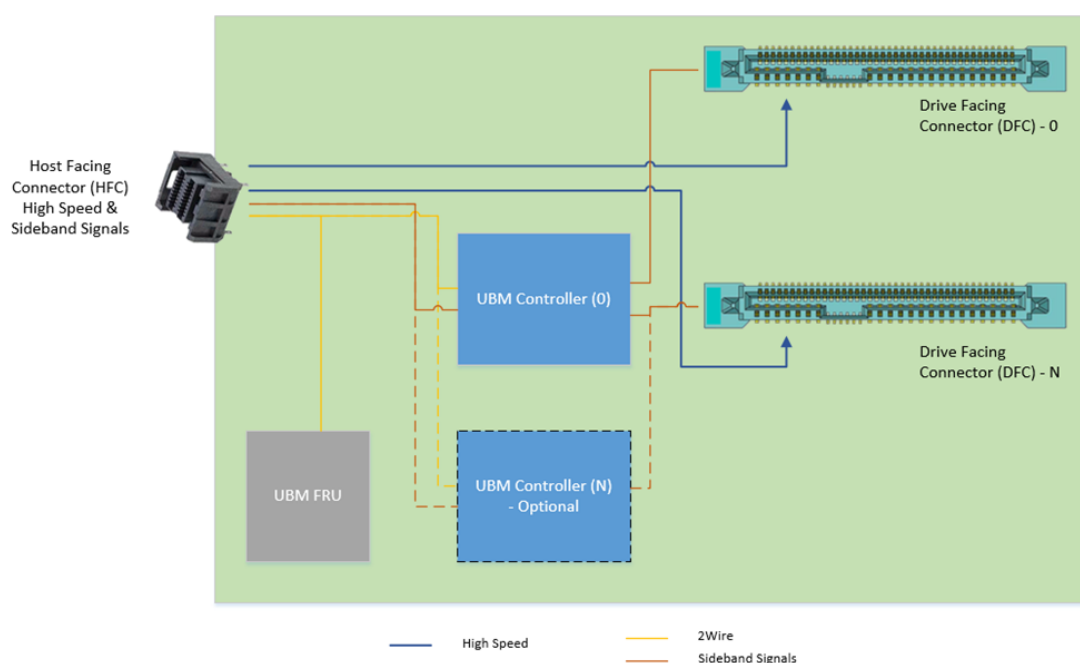 Host Facing
Connector (HFC)
High Speed &
Sideband Signals
Drive Facing
Connector (DFC) - 0
UBM Controller (0)
Drive Facing
Connector (DFC) - N
UBM FRU
UBM Controller (N)
- Optional
High Speed
2Wire
Sideband Signals